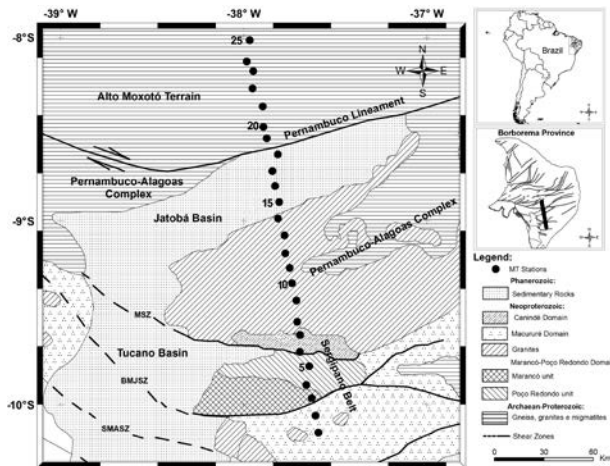 -39° W
-38° W
-37° W
-8°S
25
N
W E
S
Alto Moxotó Terrain
20
Pernambuco Lineament
Pernambuco-Alagoas
Complex
15
-9°S
Jatobá Basin
Pernambuco-Alagoas Complex
10
MSZ
Tucano Basin
5
Sergipano Belt
BMJSZ
-10°S
SMASZ
Brazil
Borborema Province
Legend:
MT Stations
Phanerozoic:
Sedimentary Rocks
Neoproterozoic:
Canindé Domain
Macururé Domain
Granites
Marancó-Poço Redondo Doma
Marancó unit
Poço Redondo unit
Archaean-Proterozoic:
Gneiss, granites e migmatites
Shear Zones
0 30 60
Km